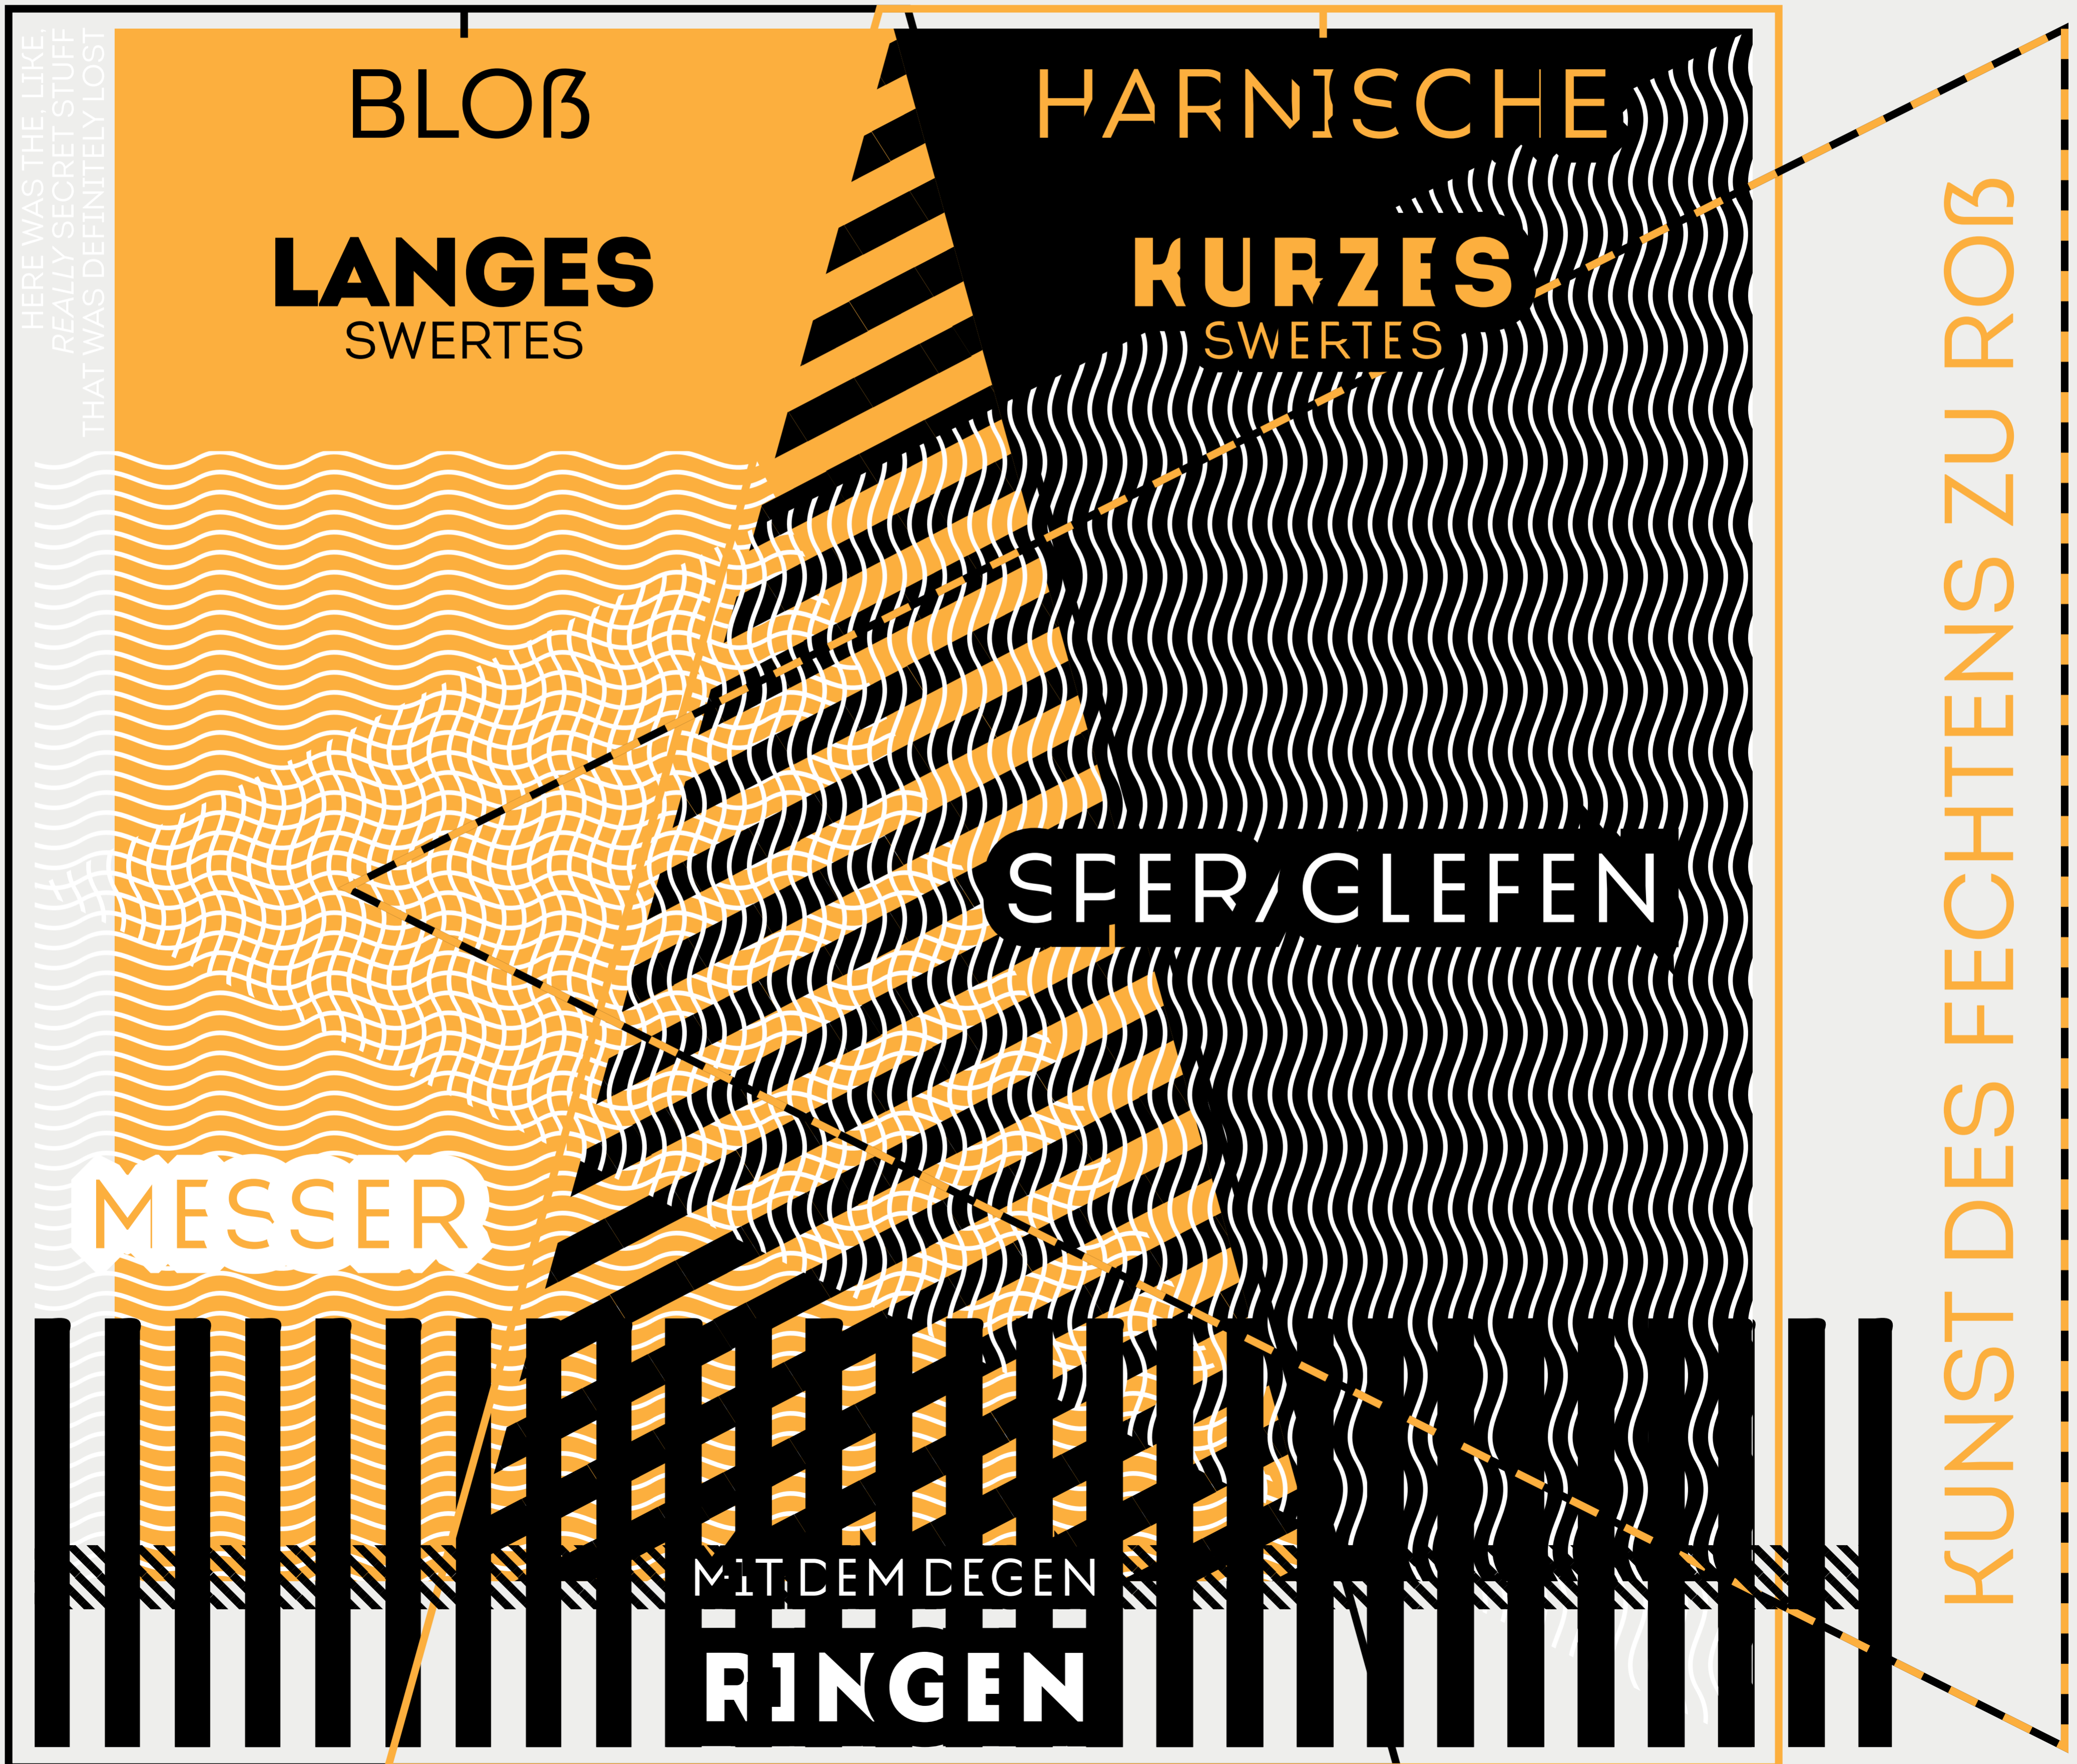 HERE WAS THE, LIKE,
REALLY SECRET STUFF
THAT WAS DEFINITELY LOST
BLOß
HARNISCHE
LANGES
SWERTES
KURZES
SWERTES
SPER/GLEFEN
MESSER
MIT DEM DEGEN
RINGEN
KUNST DES FECHTENS ZU ROß